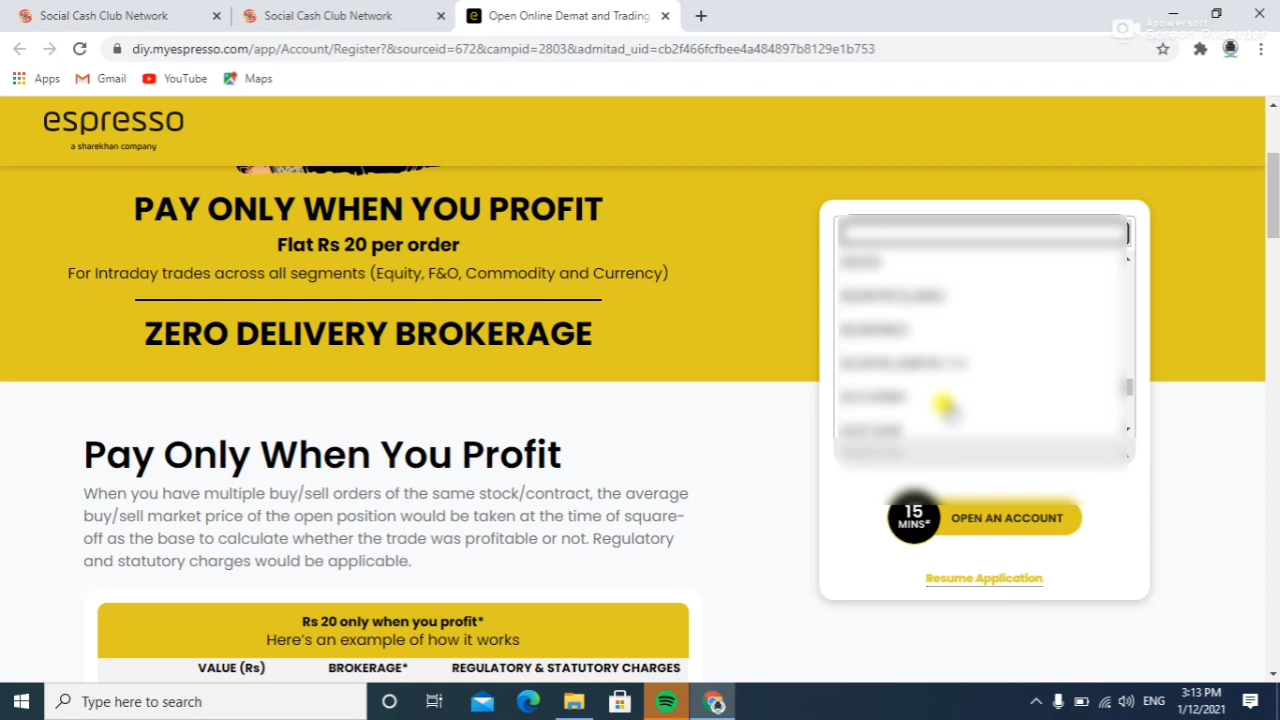 Social Cash Club Network
Social Cash Club Network
Open Online Demat and Trading
Apowersoft
Screen Recorder
diy.myespresso.com/app/Account/Register?&sourceid=672&campid=2803&admitad_uid=cb2f466fcfbee4a484897b8129e1b753
Apps
Gmail
YouTube
Maps
espresso
a sharekhan company
PAY ONLY WHEN YOU PROFIT
Flat Rs 20 per order
For Intraday trades across all segments (Equity, F&O, Commodity and Currency)
ZERO DELIVERY BROKERAGE
15
MINS#
OPEN AN ACCOUNT
Resume Application
Pay Only When You Profit
When you have multiple buy/sell orders of the same stock/contract, the average
buy/sell market price of the open position would be taken at the time of square-
off as the base to calculate whether the trade was profitable or not. Regulatory
and statutory charges would be applicable.
Rs 20 only when you profit*
Here's an example of how it works
VALUE (Rs) BROKERAGE* REGULATORY & STATUTORY CHARGES
Type here to search
ENG
3:13 PM
1/12/2021